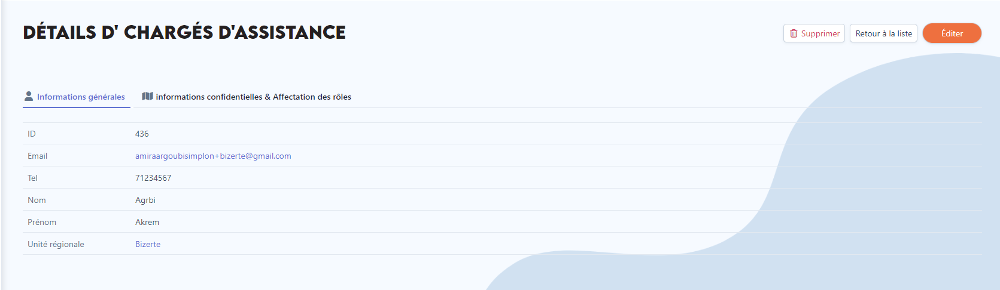 DÉTAILS D' CHARGÉS D'ASSISTANCE
Supprimer Retour à la liste Éditer
Informations générales informations confidentielles & Affectation des rôles
ID 436
Email amiraargoubisimplon+bizerte@gmail.com
Tel 71234567
Nom Agrbi
Prénom Akrem
Unité régionale Bizerte